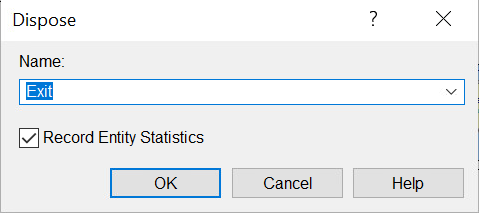 Dispose
Name:
Exit
Record Entity Statistics
OK Cancel Help